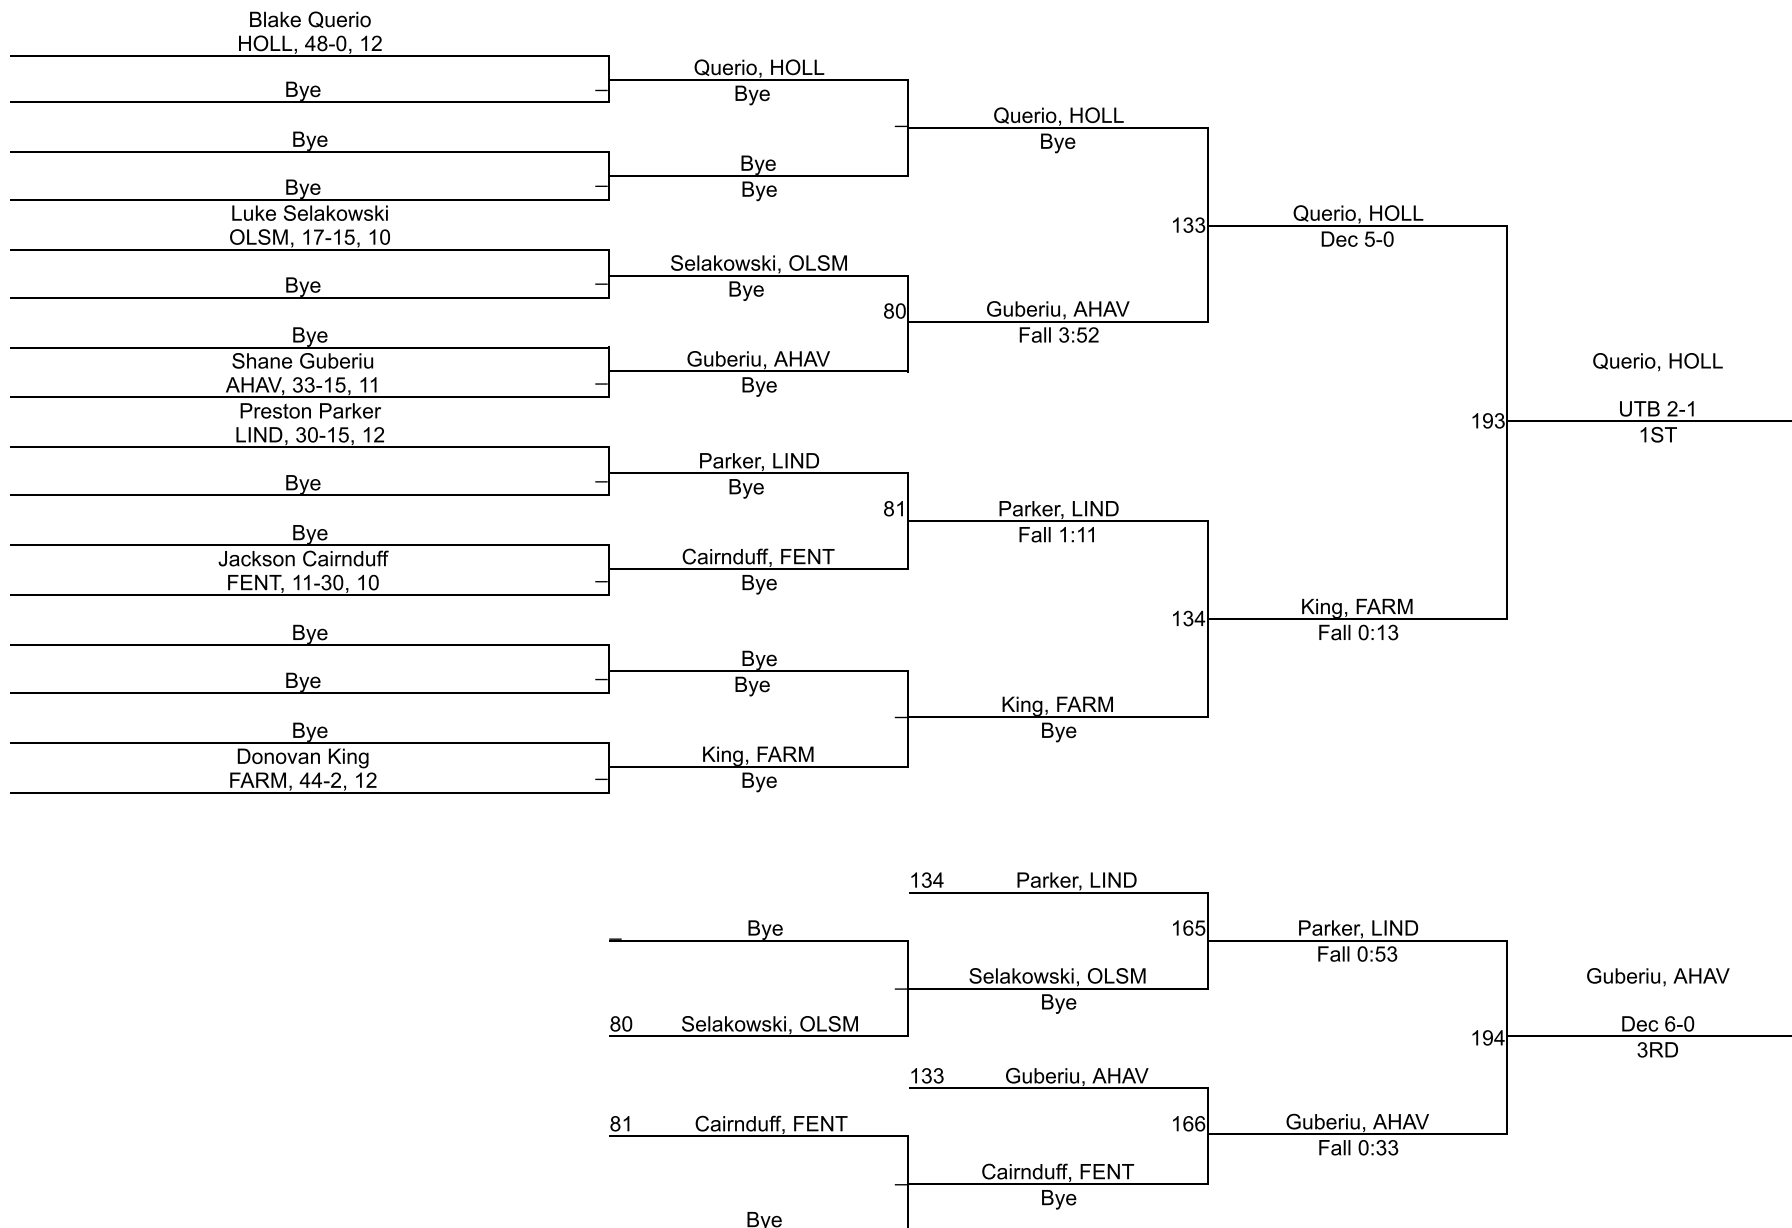 Blake Querio
HOLL, 48-0, 12
Bye
Bye
Bye
Luke Selakowski
OLSM, 17-15, 10
Bye
Bye
Shane Guberiu
AHAV, 33-15, 11
Preston Parker
LIND, 30-15, 12
Bye
Bye
Jackson Cairnduff
FENT, 11-30, 10
Bye
Bye
Bye
Donovan King
FARM, 44-2, 12
Querio, HOLL
Bye
Bye
Bye
Selakowski, OLSM
Bye
80
Guberiu, AHAV
Bye
Parker, LIND
Bye
81
Cairnduff, FENT
Bye
Bye
Bye
King, FARM
Bye
Querio, HOLL
Bye
133
Guberiu, AHAV
Fall 3:52
Parker, LIND
Fall 1:11
134
King, FARM
Bye
Querio, HOLL
Dec 5-0
193
King, FARM
Fall 0:13
Querio, HOLL
UTB 2-1
1ST
134 Parker, LIND
Bye
165
Selakowski, OLSM
Bye
80 Selakowski, OLSM
133 Guberiu, AHAV
81 Cairnduff, FENT
166
Cairnduff, FENT
Bye
Bye
Parker, LIND
Fall 0:53
194
Guberiu, AHAV
Fall 0:33
Guberiu, AHAV
Dec 6-0
3RD